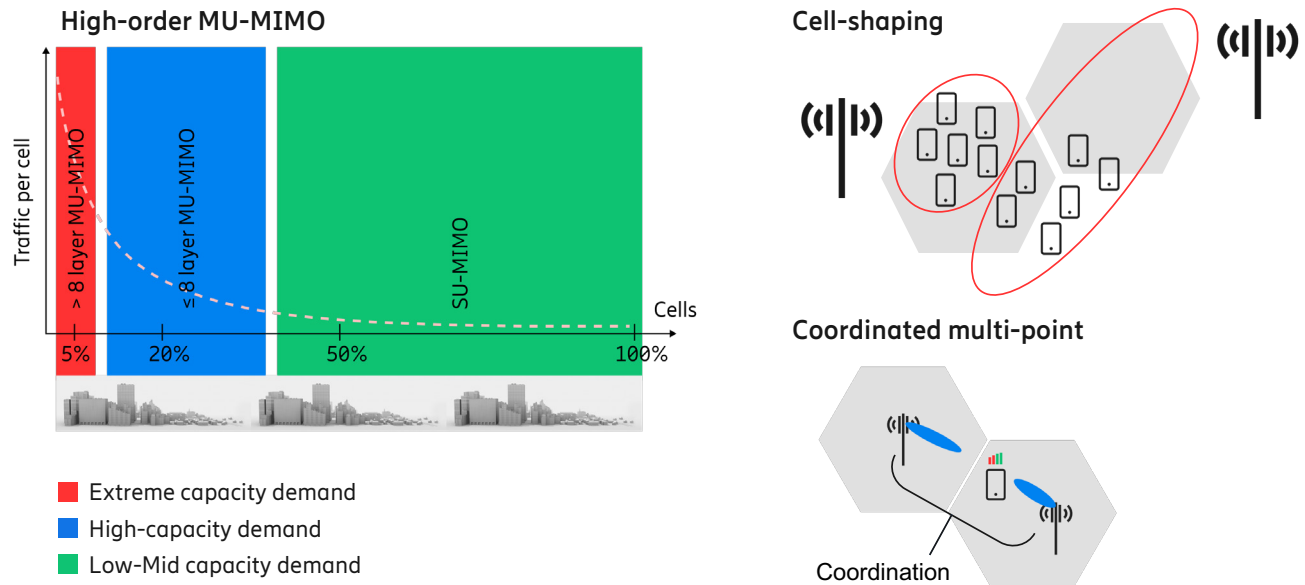 High-order MU-MIMO
Traffic per cell
> 8 layer MU-MIMO
≤ 8 layer MU-MIMO
SU-MIMO
Cells
5%
20%
50%
100%
Extreme capacity demand
High-capacity demand
Low-Mid capacity demand
Cell-shaping
Coordinated multi-point
Coordination